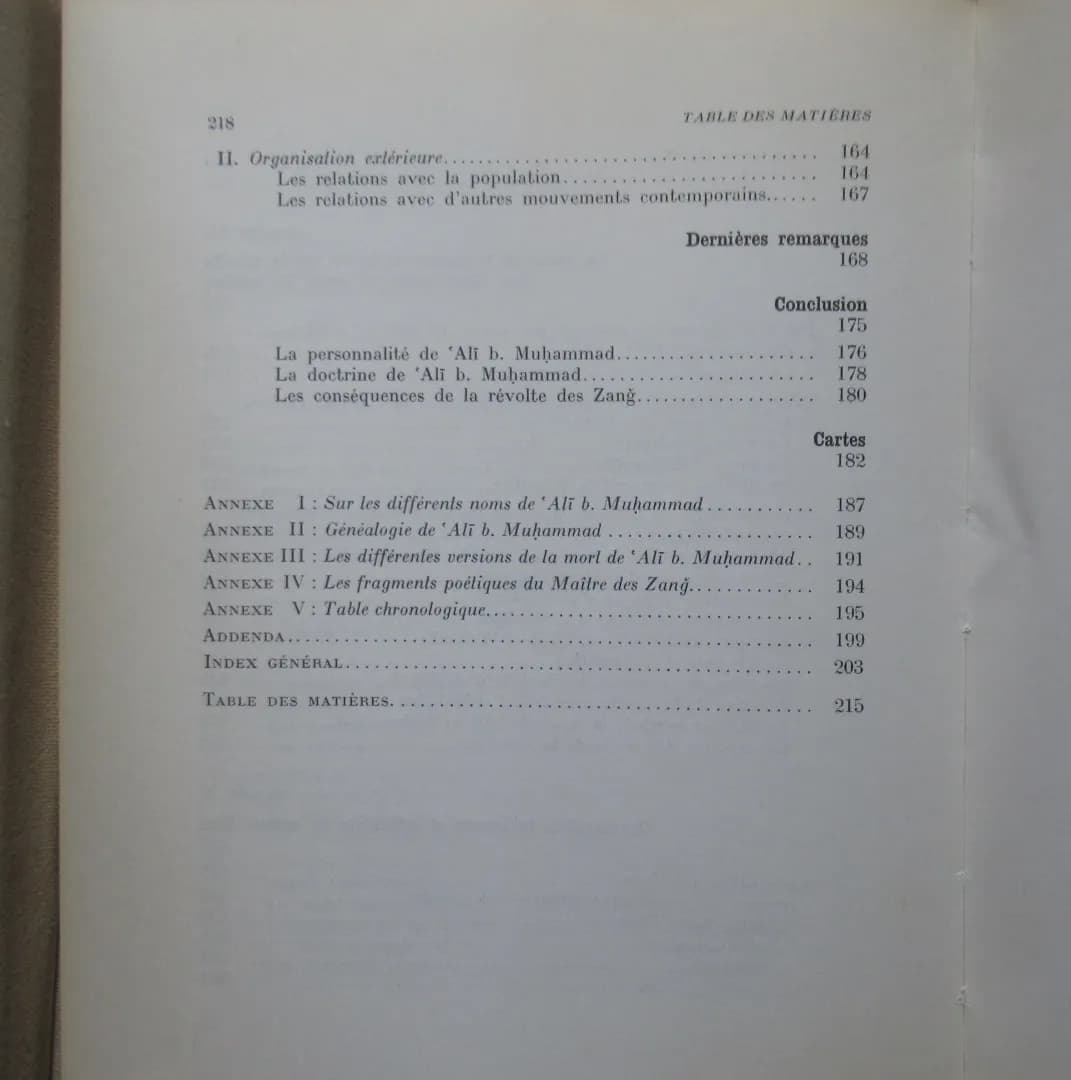 218
TABLE DES MATIÈRES
II. Organisation extérieure........................................ 164
Les relations avec la population......................... 164
Les relations avec d'autres mouvements contemporains...... 167
Dernières remarques
168
Conclusion
175
La personnalité de ʿAlī b. Muḥammad.................... 176
La doctrine de ʿAlī b. Muḥammad....................... 178
Les conséquences de la révolte des Zanǧ.................. 180
Cartes
182
ANNEXE I : Sur les différents noms de ʿAlī b. Muḥammad........... 187
ANNEXE II : Généalogie de ʿAlī b. Muḥammad ..................... 189
ANNEXE III : Les différentes versions de la mort de ʿAlī b. Muḥammad.. 191
ANNEXE IV : Les fragments poétiques du Maître des Zanǧ............. 194
ANNEXE V : Table chronologique.................................. 195
ADDENDA...................................................... 199
INDEX GÉNÉRAL................................................ 203
TABLE DES MATIÈRES........................................... 215